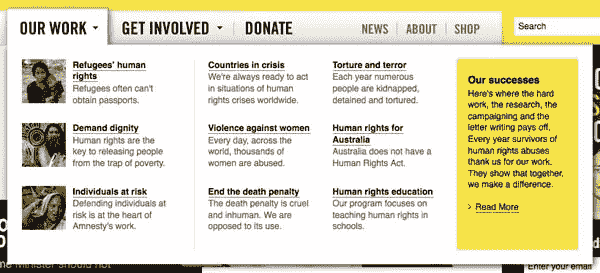 OUR WORK GET INVOLVED DONATE NEWS ABOUT SHOP Search
Refugees' human
rights
Refugees often can't
obtain passports.
Demand dignity
Human rights are the
key to releasing people
from the trap of poverty.
Individuals at risk
Defending individuals at
risk is at the heart of
Amnesty's work.
Countries in crisis
We're always ready to act
in situations of human
rights crises worldwide.
Violence against women
Every day, across the
world, thousands of
women are abused.
End the death penalty
The death penalty is cruel
and inhuman. We are
opposed to its use.
Torture and terror
Each year numerous
people are kidnapped,
detained and tortured.
Human rights for
Australia
Australia does not have a
Human Rights Act.
Human rights education
Our program focuses on
teaching human rights in
schools.
Our successes
Here's where the hard
work, the research, the
campaigning and the
letter writing pays off.
Every year survivors of
human rights abuses
thank us for our work.
They show that together,
we make a difference.
> Read More
Minister should not
Enter your email